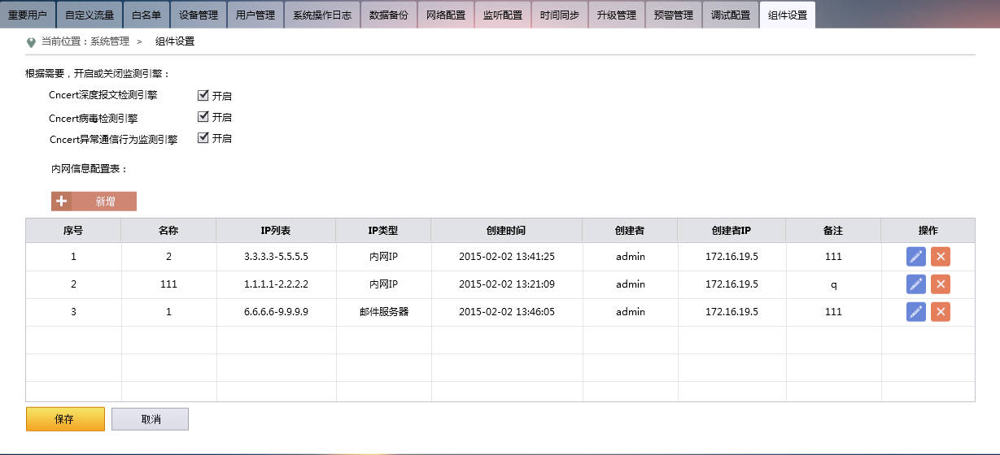 重要用户 自定义流量 白名单 设备管理 用户管理 系统操作日志 数据备份 网络配置 监听配置 时间同步 升级管理 预警管理 调试配置 组件设置
当前位置：系统管理 > 组件设置
根据需要，开启或关闭监测引擎：
Cncert深度报文检测引擎 开启
Cncert病毒检测引擎 开启
Cncert异常通信行为监测引擎 开启
内网信息配置表：
新增
序号 名称 IP列表 IP类型 创建时间 创建者 创建者IP 备注 操作
1 2 3.3.3.3-5.5.5.5 内网IP 2015-02-02 13:41:25 admin 172.16.19.5 111
2 111 1.1.1.1-2.2.2.2 内网IP 2015-02-02 13:21:09 admin 172.16.19.5 q
3 1 6.6.6.6-9.9.9.9 邮件服务器 2015-02-02 13:46:05 admin 172.16.19.5 111
保存 取消